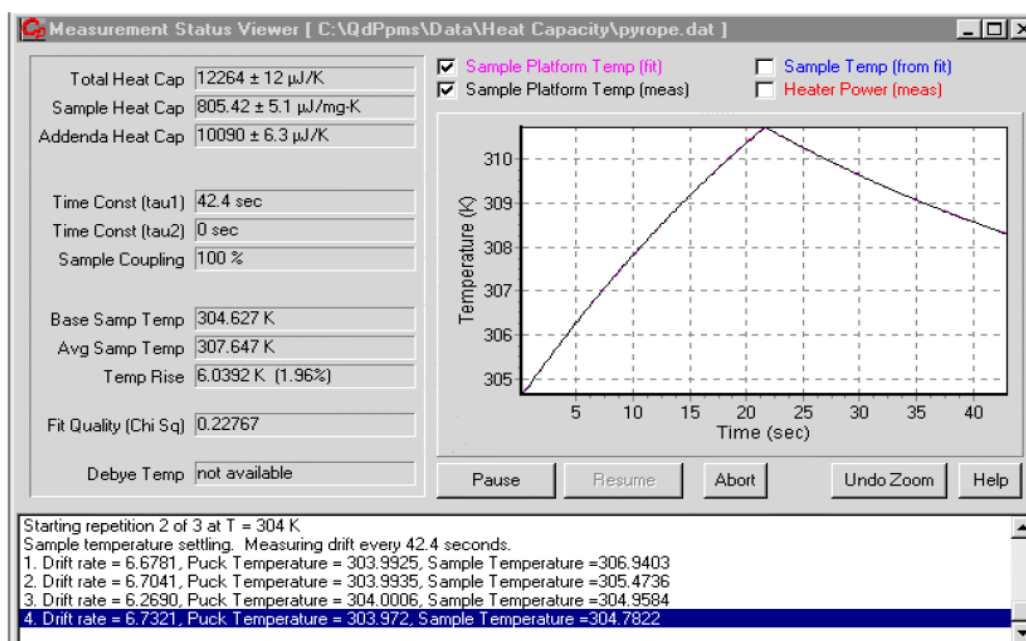 Measurement Status Viewer [ C:\QdPpms\Data\Heat Capacity\pyrope.dat ]
Total Heat Cap 12264 ± 12 µJ/K
Sample Heat Cap 805.42 ± 5.1 µJ/mg-K
Addenda Heat Cap 10090 ± 6.3 µJ/K
Time Const (tau1) 42.4 sec
Time Const (tau2) 0 sec
Sample Coupling 100 %
Base Samp Temp 304.627 K
Avg Samp Temp 307.647 K
Temp Rise 6.0392 K (1.96%)
Fit Quality (Chi Sq) 0.22767
Debye Temp not available
Sample Platform Temp (fit) Sample Temp (from fit)
Sample Platform Temp (meas) Heater Power (meas)
Temperature (K)
310
309
308
307
306
305
5 10 15 20 25 30 35 40
Time (sec)
Pause Resume Abort Undo Zoom Help
Starting repetition 2 of 3 at T = 304 K
Sample temperature settling. Measuring drift every 42.4 seconds.
1. Drift rate = 6.6781, Puck Temperature = 303.9925, Sample Temperature =306.9403
2. Drift rate = 6.7041, Puck Temperature = 303.9935, Sample Temperature =305.4736
3. Drift rate = 6.2690, Puck Temperature = 304.0006, Sample Temperature =304.9584
4. Drift rate = 6.7321, Puck Temperature = 303.972, Sample Temperature =304.7822